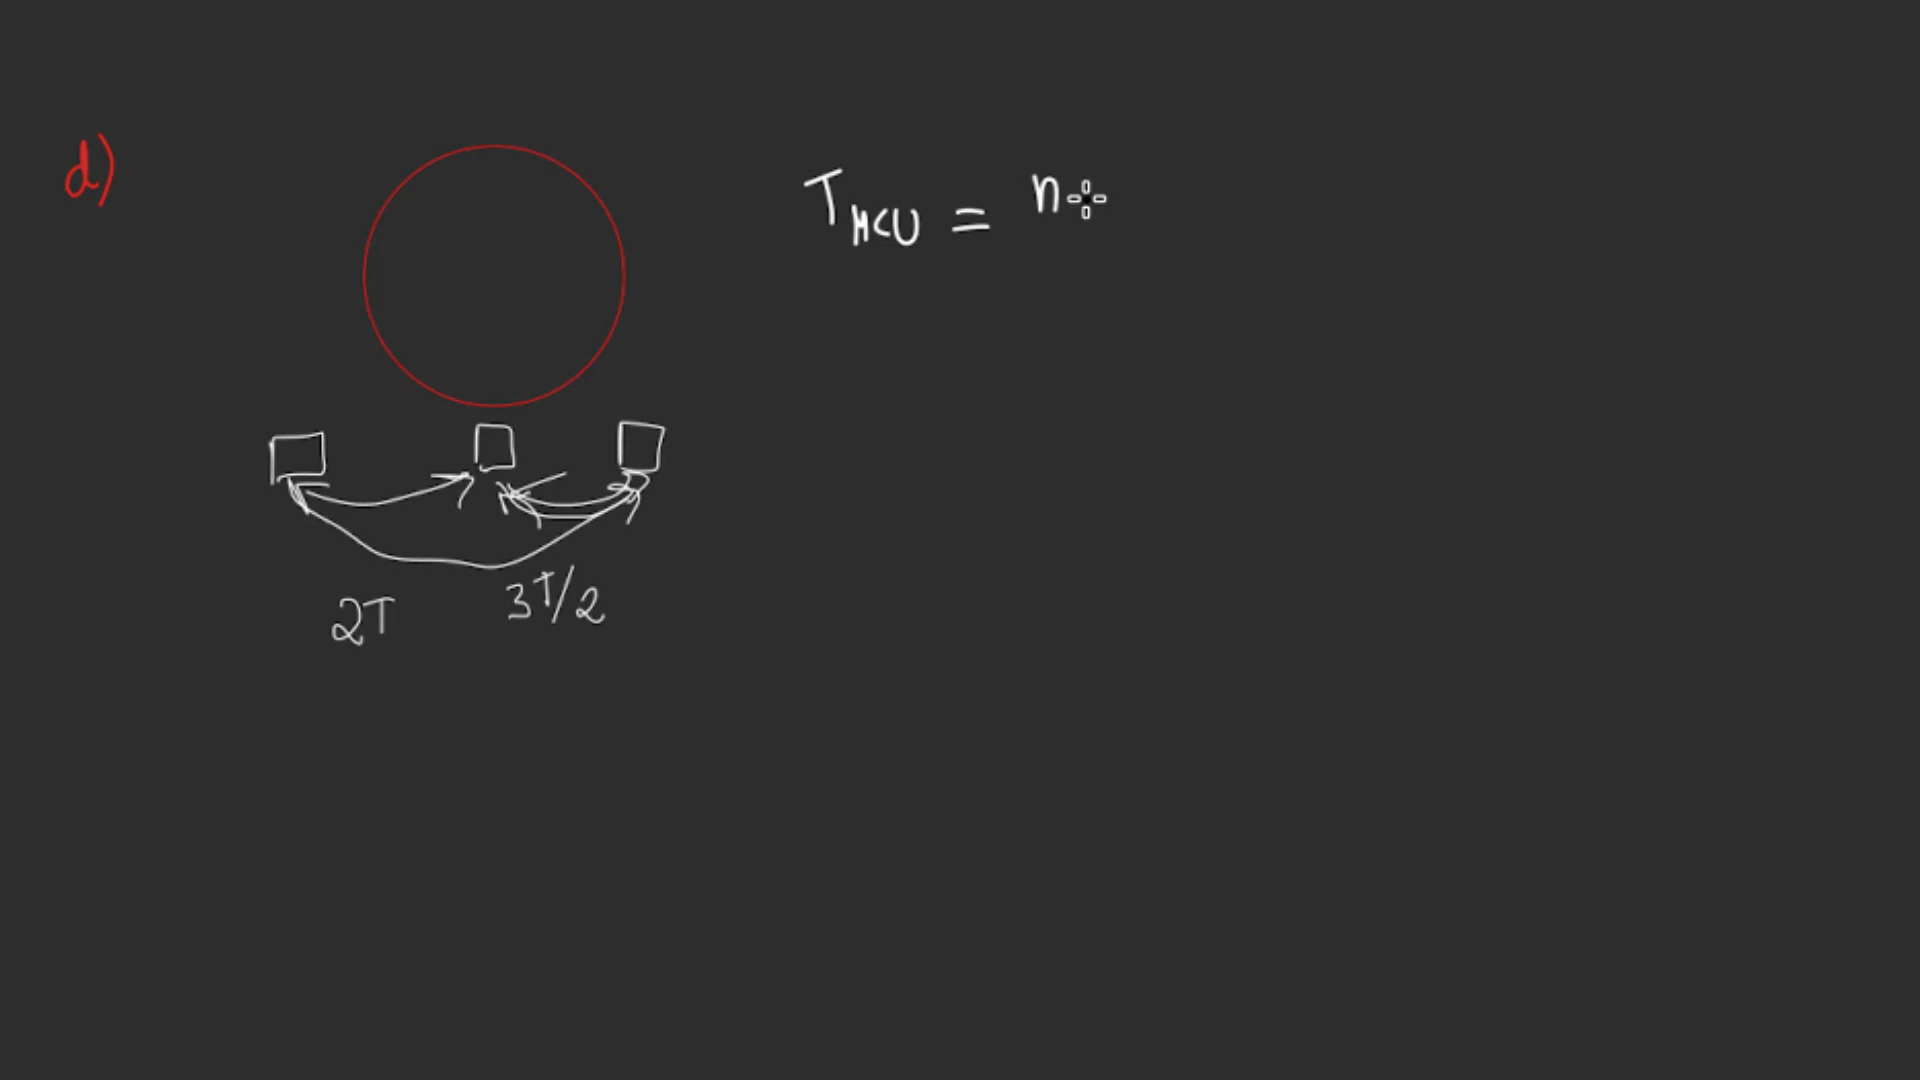 d)
T_MCU = n
2T
3T/2